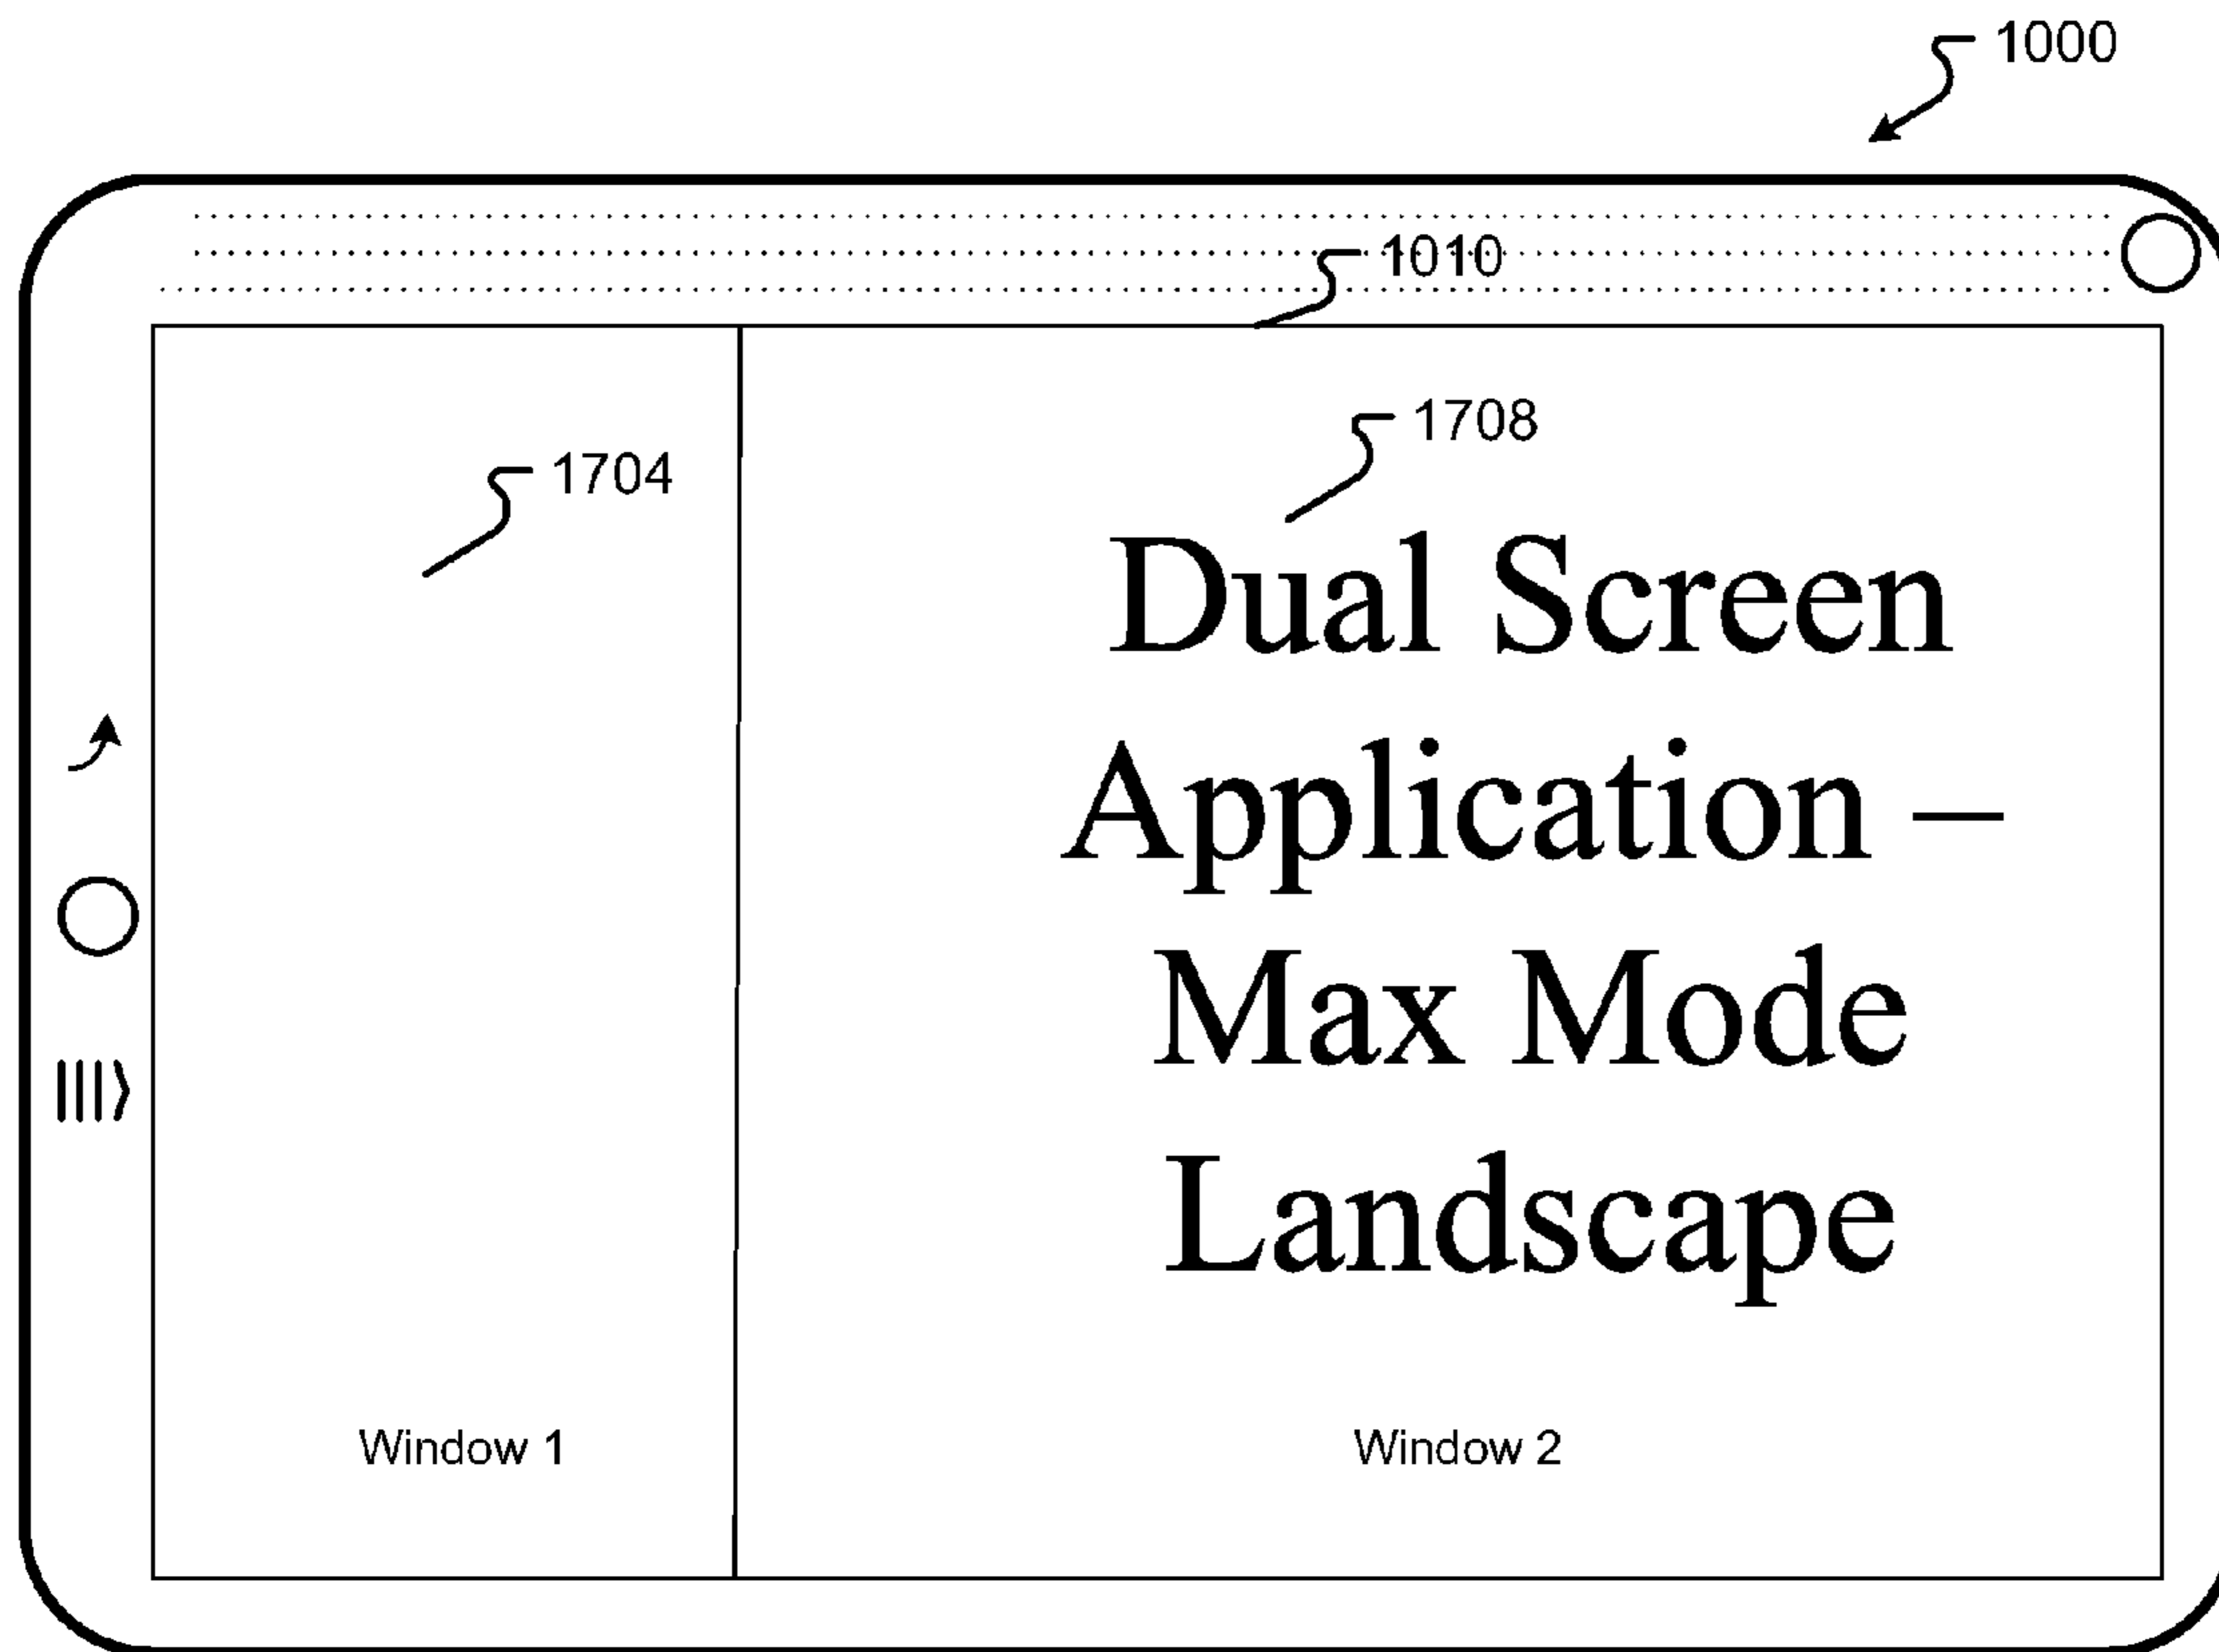 1000
1010
1708
1704
Dual Screen
Application –
Max Mode
Landscape
Window 1
Window 2